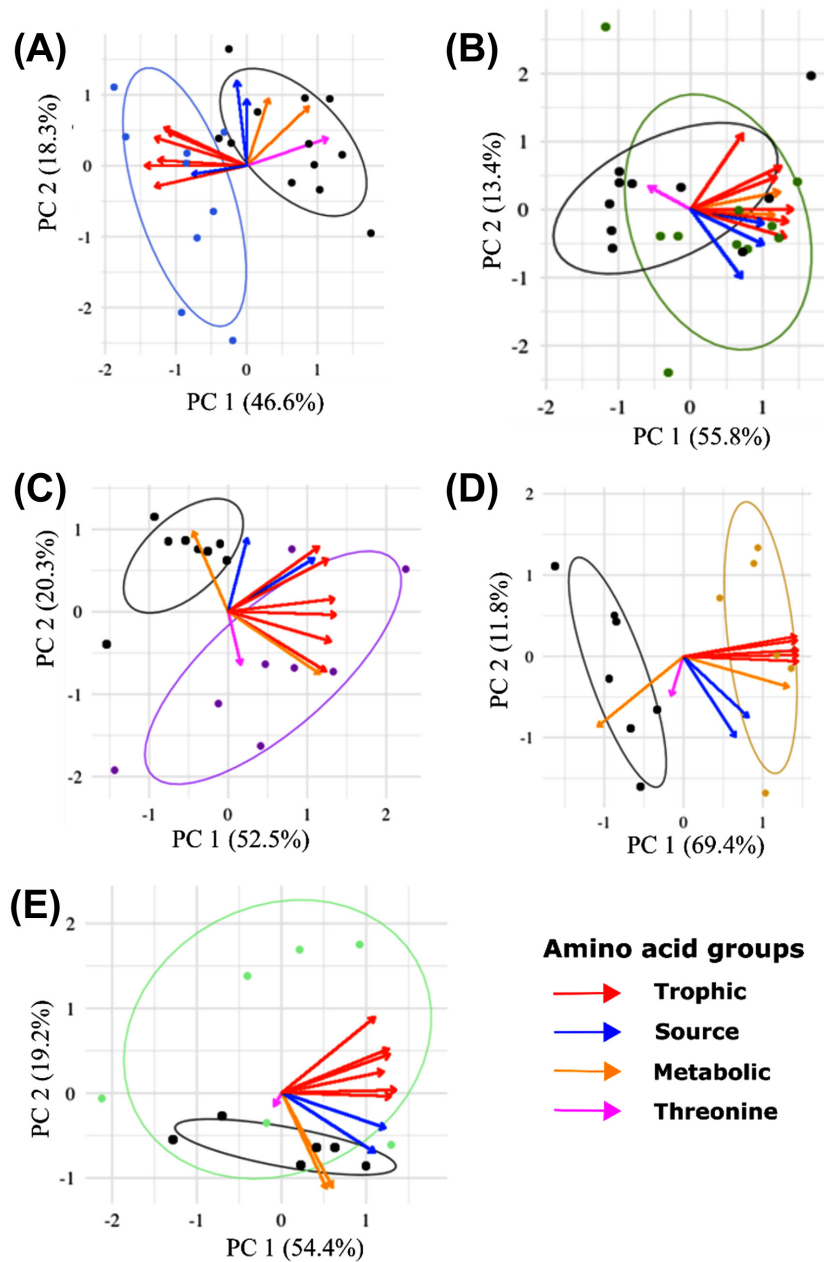 (A)
1
0
-1
-2
PC 2 (18.3%)
-2
-1
0
1
PC 1 (46.6%)
(B)
2
1
0
-1
-2
PC 2 (13.4%)
-2
-1
0
1
PC 1 (55.8%)
(C)
1
0
-1
-2
PC 2 (20.3%)
-1
0
1
2
PC 1 (52.5%)
(D)
2
1
0
-1
PC 2 (11.8%)
-1
0
1
PC 1 (69.4%)
(E)
2
1
0
-1
PC 2 (19.2%)
-2
-1
0
1
PC 1 (54.4%)
Amino acid groups
Trophic
Source
Metabolic
Threonine